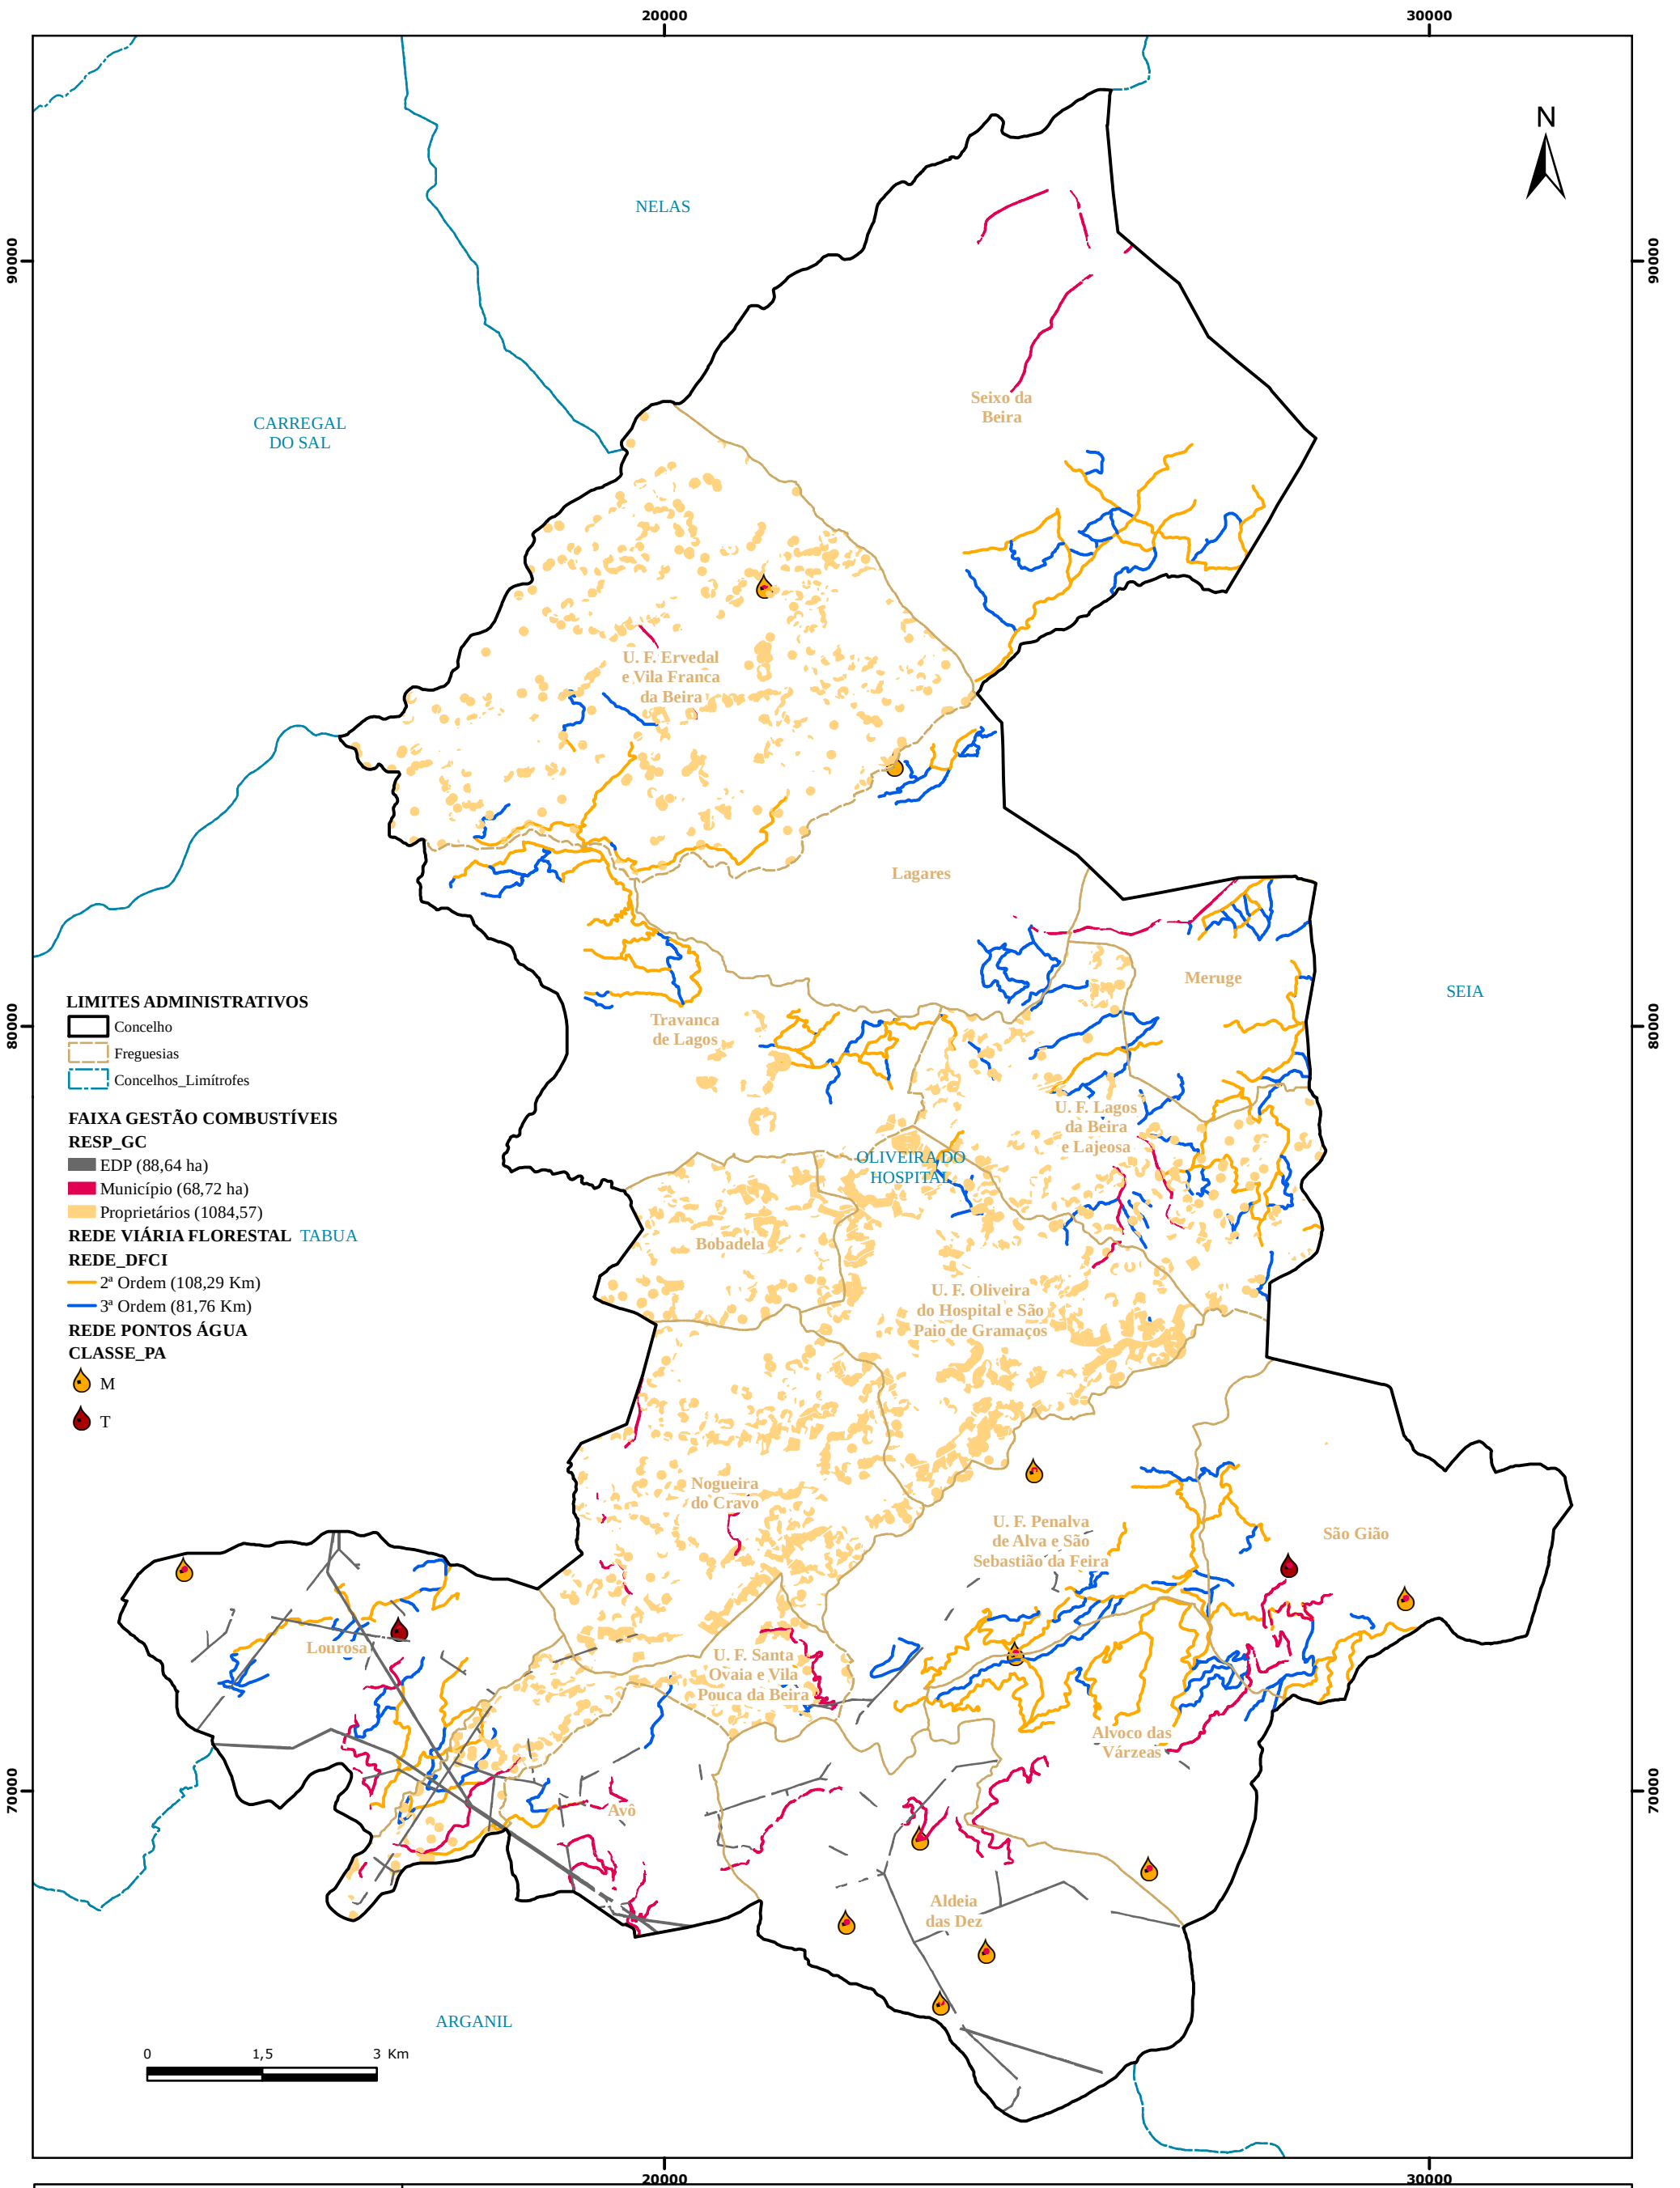 20000
30000
N
NELAS
90000
90000
CARREGAL
DO SAL
Seixo da
Beira
U. F. Ervedal
e Vila Franca
da Beira
Lagares
Meruge
SEIA
LIMITES ADMINISTRATIVOS
Concelho
Freguesias
Concelhos_Limítrofes
80000
80000
Travanca
de Lagos
FAIXA GESTÃO COMBUSTÍVEIS
RESP_GC
EDP (88,64 ha)
Município (68,72 ha)
Proprietários (1084,57)
REDE VIÁRIA FLORESTAL
TABUA
REDE_DFCI
2ª Ordem (108,29 Km)
3ª Ordem (81,76 Km)
REDE PONTOS ÁGUA
CLASSE_PA
M
T
U. F. Lagos
da Beira
e Lajeosa
OLIVEIRA DO
HOSPITAL
Bobadela
U. F. Oliveira
do Hospital e São
Paio de Gramaços
Nogueira
do Cravo
U. F. Penalva
de Alva e São
Sebastião da Feira
São Gião
Lourosa
U. F. Santa
Ovaia e Vila
Pouca da Beira
Alvoco das
Várzeas
70000
70000
Avô
Aldeia
das Dez
ARGANIL
0
1,5
3 Km
20000
30000